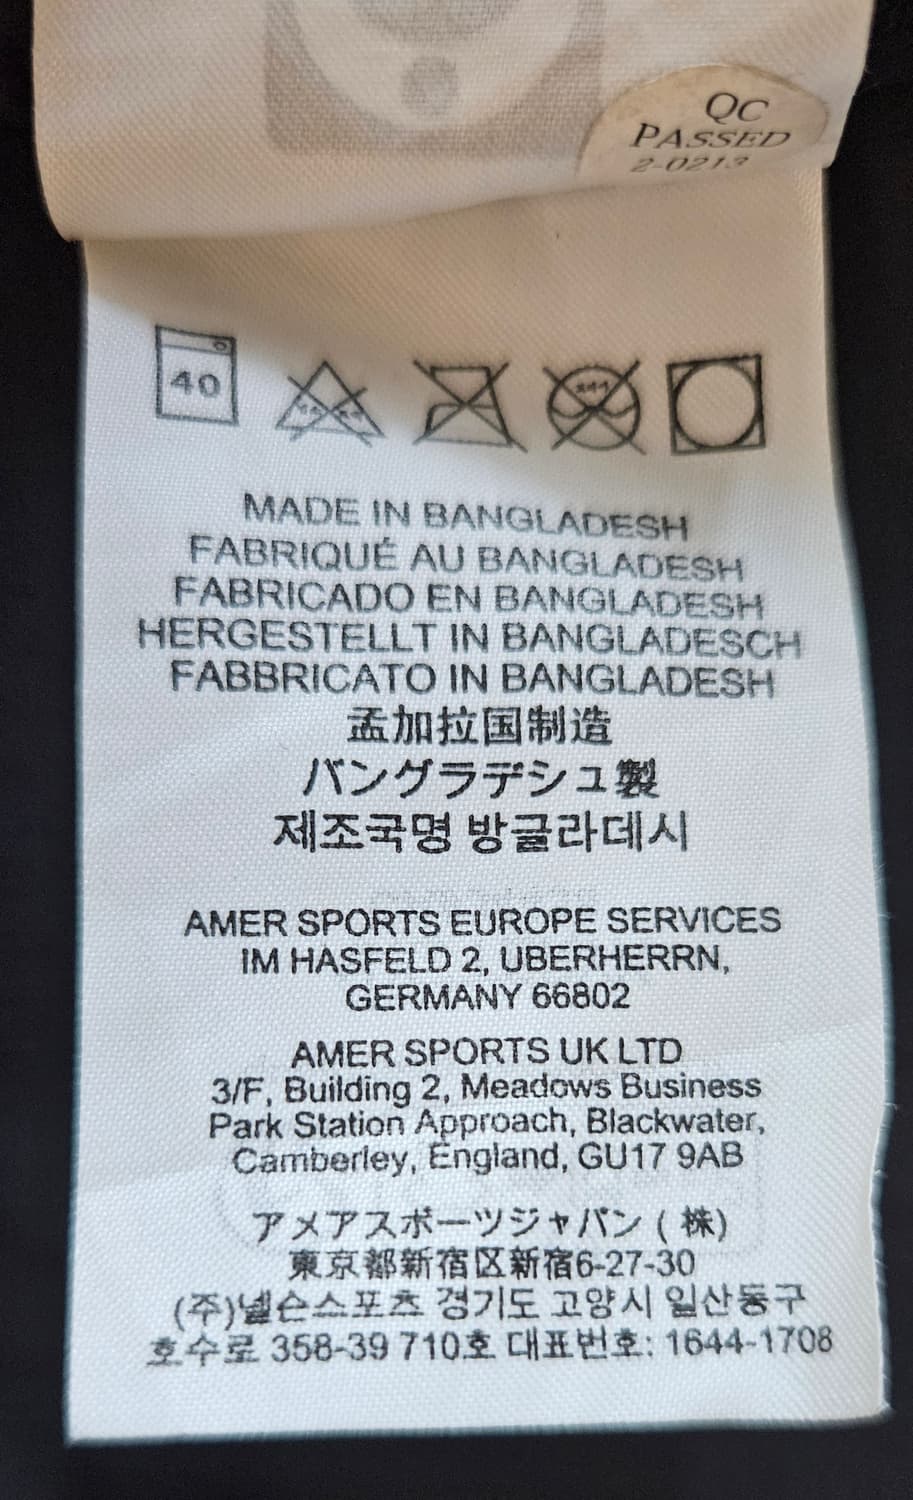 QC
PASSED
2-0213
40
MADE IN BANGLADESH
FABRIQUÉ AU BANGLADESH
FABRICADO EN BANGLADESH
HERGESTELLT IN BANGLADESCH
FABBRICATO IN BANGLADESH
孟加拉国制造
バングラデシュ製
제조국명 방글라데시
AMER SPORTS EUROPE SERVICES
IM HASFELD 2, UBERHERRN,
GERMANY 66802
AMER SPORTS UK LTD
3/F, Building 2, Meadows Business
Park Station Approach, Blackwater,
Camberley, England, GU17 9AB
アメアスポーツジャパン ( 株)
東京都新宿区新宿6-27-30
(주)넬슨스포츠 경기도 고양시 일산동구
호수로 358-39 710호 대표번호: 1644-1708